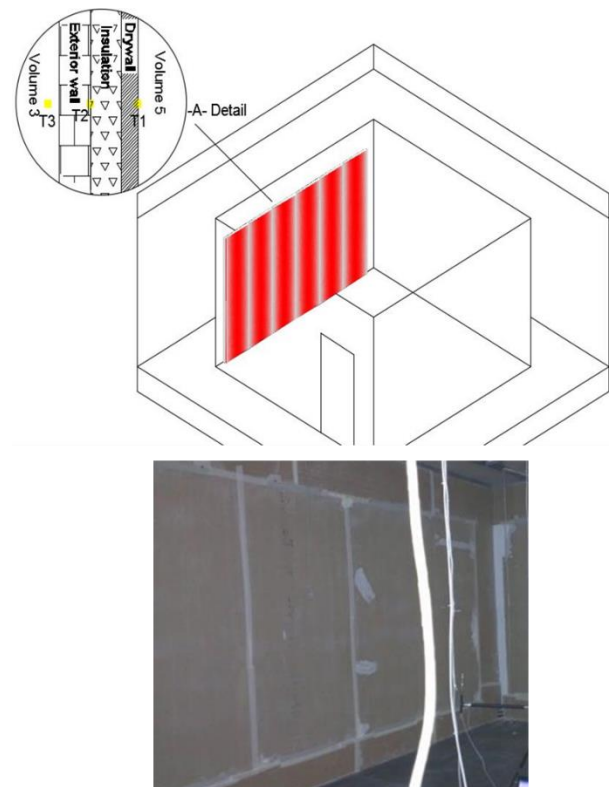 Volume 3
Exterior wall
Insulation
Drywall
Volume 5
T3
T2
T1
-A- Detail